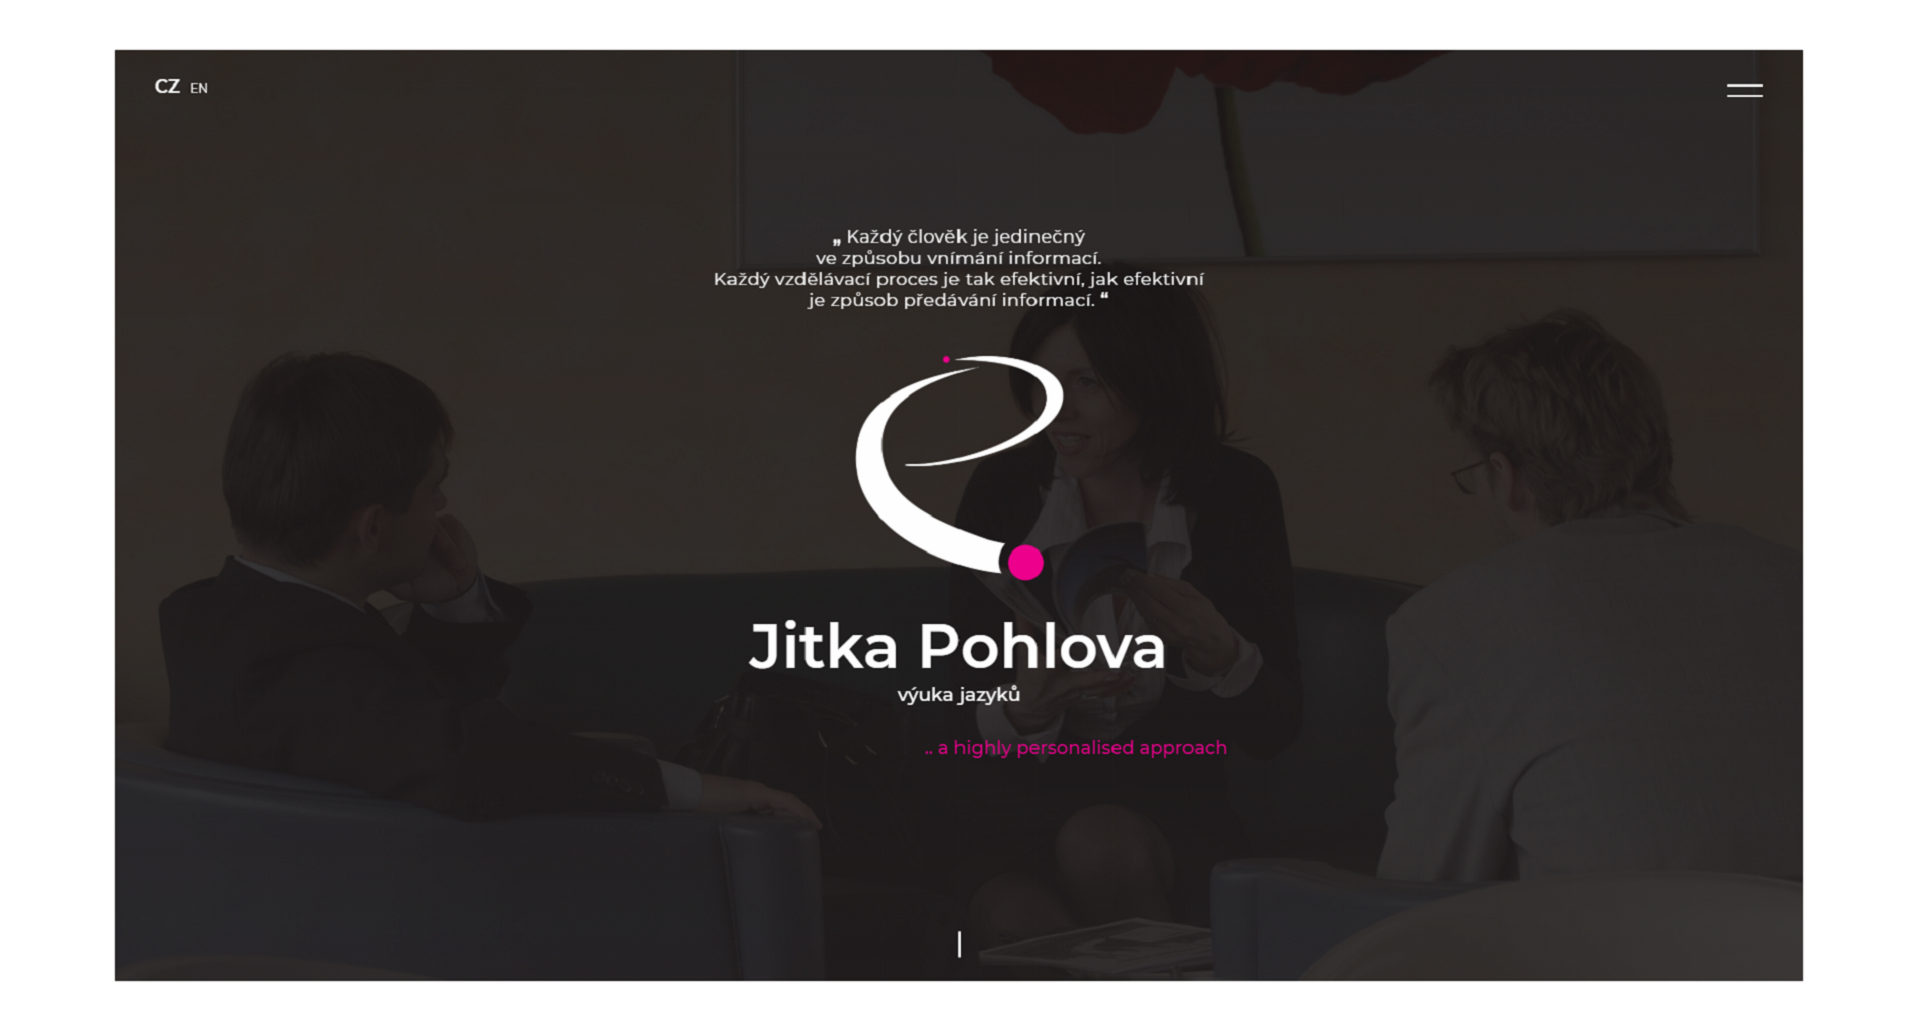 CZ EN
„ Každý člověk je jedinečný
ve způsobu vnímání informací.
Každý vzdělávací proces je tak efektivní, jak efektivní
je způsob předávání informací. “
Jitka Pohlova
výuka jazyků
.. a highly personalised approach